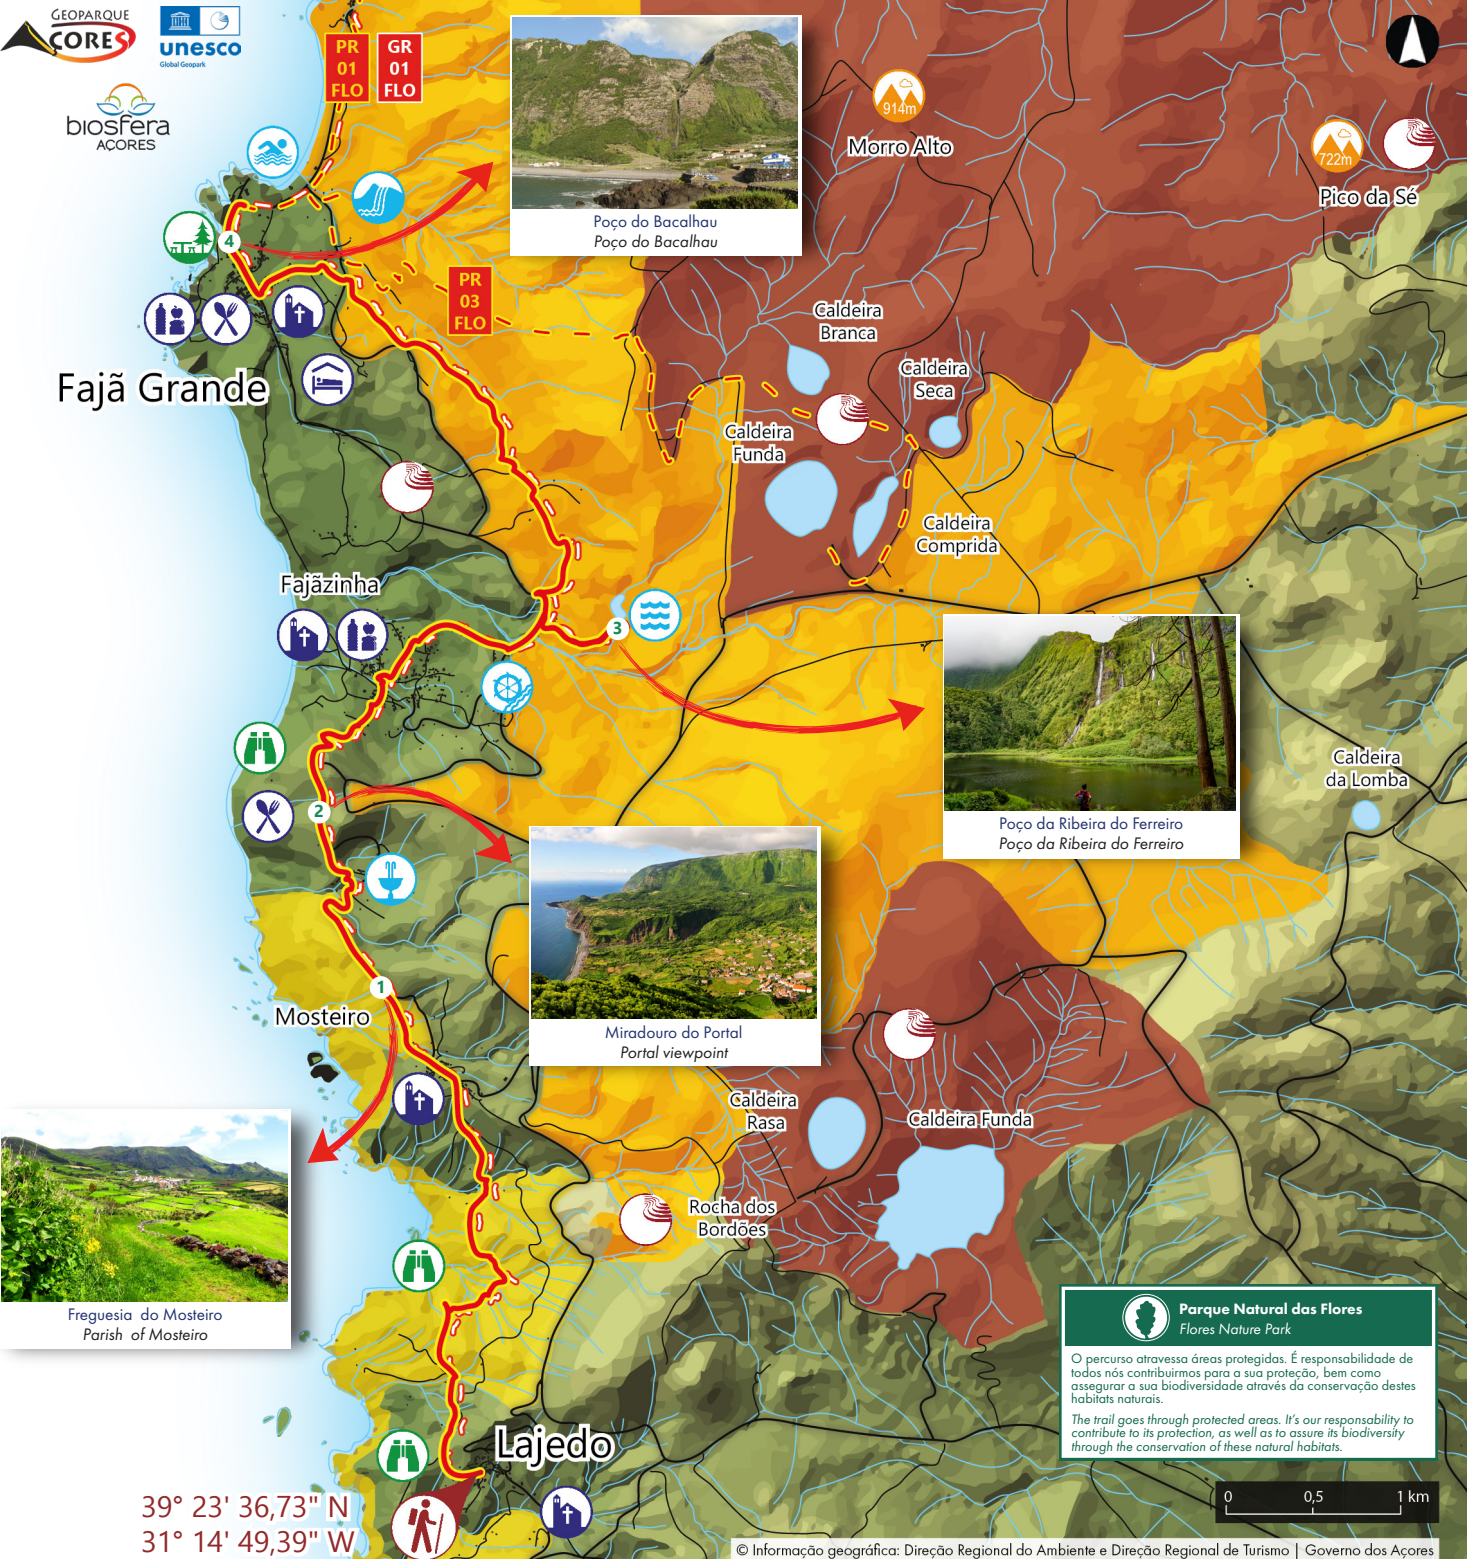 GEOPARQUE
AÇORES
unesco
Global Geopark
biosfera
AÇORES
PR
01
FLO
GR
01
FLO
Poço do Bacalhau
Poço do Bacalhau
914m
Morro Alto
722m
Pico da Sé
4
PR
03
FLO
Caldeira
Branca
Caldeira
Seca
Fajã Grande
Caldeira
Funda
Caldeira
Comprida
Fajãzinha
3
Poço da Ribeira do Ferreiro
Poço da Ribeira do Ferreiro
Caldeira
da Lomba
2
Miradouro do Portal
Portal viewpoint
1
Mosteiro
Caldeira
Rasa
Caldeira Funda
Rocha dos
Bordões
Freguesia do Mosteiro
Parish of Mosteiro
Parque Natural das Flores
Flores Nature Park
O percurso atravessa áreas protegidas. É responsabilidade de
todos nós contribuirmos para a sua proteção, bem como
assegurar a sua biodiversidade através da conservação destes
habitats naturais.
The trail goes through protected areas. It's our responsability to
contribute to its protection, as well as to assure its biodiversity
through the conservation of these natural habitats.
Lajedo
39° 23' 36,73" N
31° 14' 49,39" W
0 0,5 1 km
© Informação geográfica: Direção Regional do Ambiente e Direção Regional de Turismo | Governo dos Açores